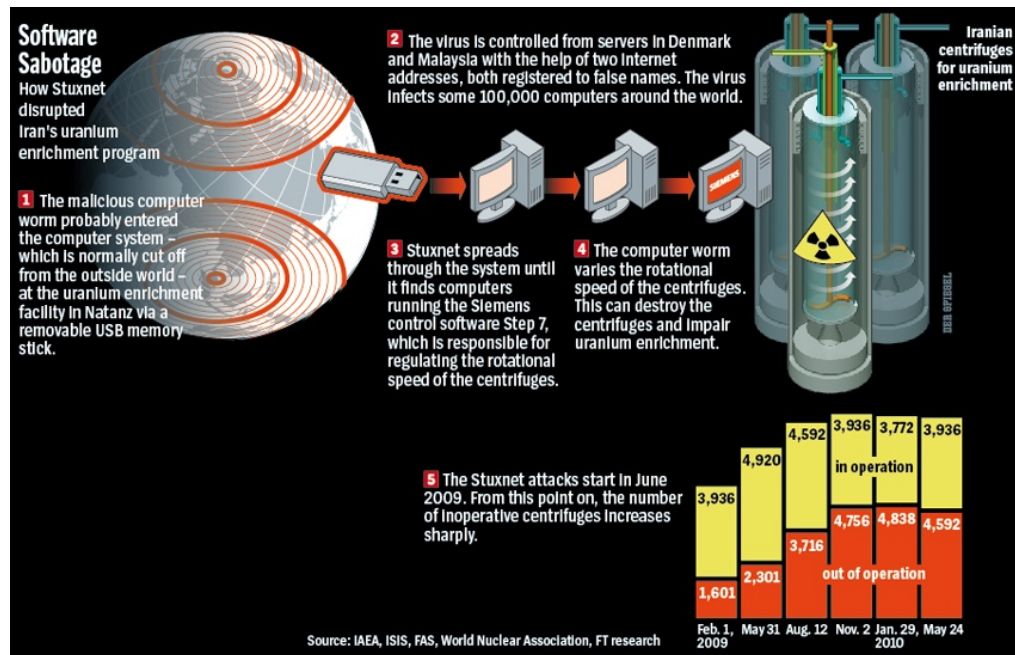 Software
Sabotage
How Stuxnet
disrupted
Iran's uranium
enrichment program
1 The malicious computer
worm probably entered
the computer system –
which is normally cut off
from the outside world –
at the uranium enrichment
facility in Natanz via a
removable USB memory
stick.
2 The virus is controlled from servers in Denmark
and Malaysia with the help of two Internet
addresses, both registered to false names. The virus
infects some 100,000 computers around the world.
Iranian
centrifuges
for uranium
enrichment
SIEMENS
3 Stuxnet spreads
through the system until
it finds computers
running the Siemens
control software Step 7,
which is responsible for
regulating the rotational
speed of the centrifuges.
4 The computer worm
varies the rotational
speed of the centrifuges.
This can destroy the
centrifuges and impair
uranium enrichment.
DER SPIEGEL
5 The Stuxnet attacks start in June
2009. From this point on, the number
of inoperative centrifuges increases
sharply.
3,936 4,920 4,592 3,936 3,772 3,936
in operation
1,601 2,301 3,716 4,756 4,838 4,592
out of operation
Feb. 1, May 31 Aug. 12 Nov. 2 Jan. 29, May 24
2009 2010
Source: IAEA, ISIS, FAS, World Nuclear Association, FT research